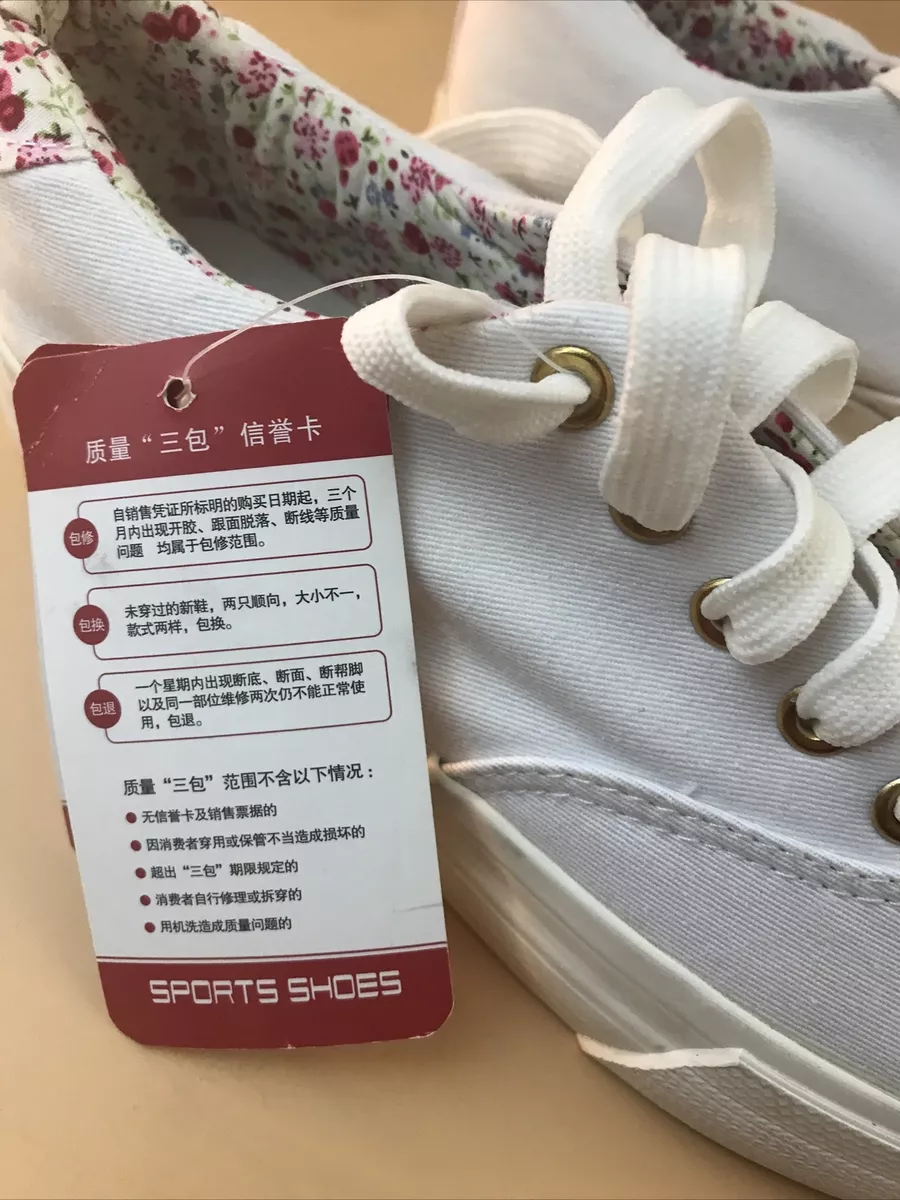 质量“三包”信誉卡
包修
自销售凭证所标明的购买日期起，三个
月内出现开胶、跟面脱落、断线等质量
问题 均属于包修范围。
包换
未穿过的新鞋，两只顺向，大小不一，
款式两样，包换。
包退
一个星期内出现断底、断面、断帮脚
以及同一部位维修两次仍不能正常使
用，包退。
质量“三包”范围不含以下情况：
● 无信誉卡及销售票据的
● 因消费者穿用或保管不当造成损坏的
● 超出“三包”期限规定的
● 消费者自行修理或拆穿的
● 用机洗造成质量问题的
SPORTS SHOES